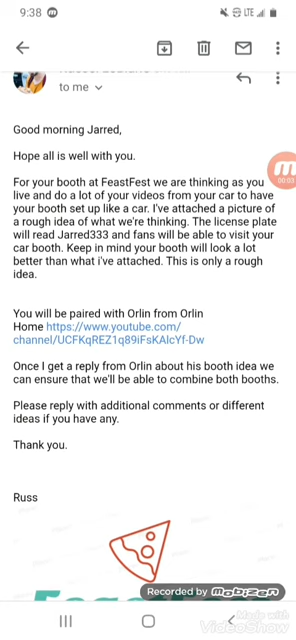 9:38
LTE
to me
Good morning Jarred,
Hope all is well with you.
00:03
For your booth at FeastFest we are thinking as you
live and do a lot of your videos from your car to have
your booth set up like a car. I've attached a picture of
a rough idea of what we're thinking. The license plate
will read Jarred333 and fans will be able to visit your
car booth. Keep in mind your booth will look a lot
better than what i've attached. This is only a rough
idea.
You will be paired with Orlin from Orlin
Home https://www.youtube.com/
channel/UCFKqREZ1q89iFsKAlcYf-Dw
Once I get a reply from Orlin about his booth idea we
can ensure that we'll be able to combine both booths.
Please reply with additional comments or different
ideas if you have any.
Thank you.
Russ
Recorded by mobizen
Made with
VideoShow